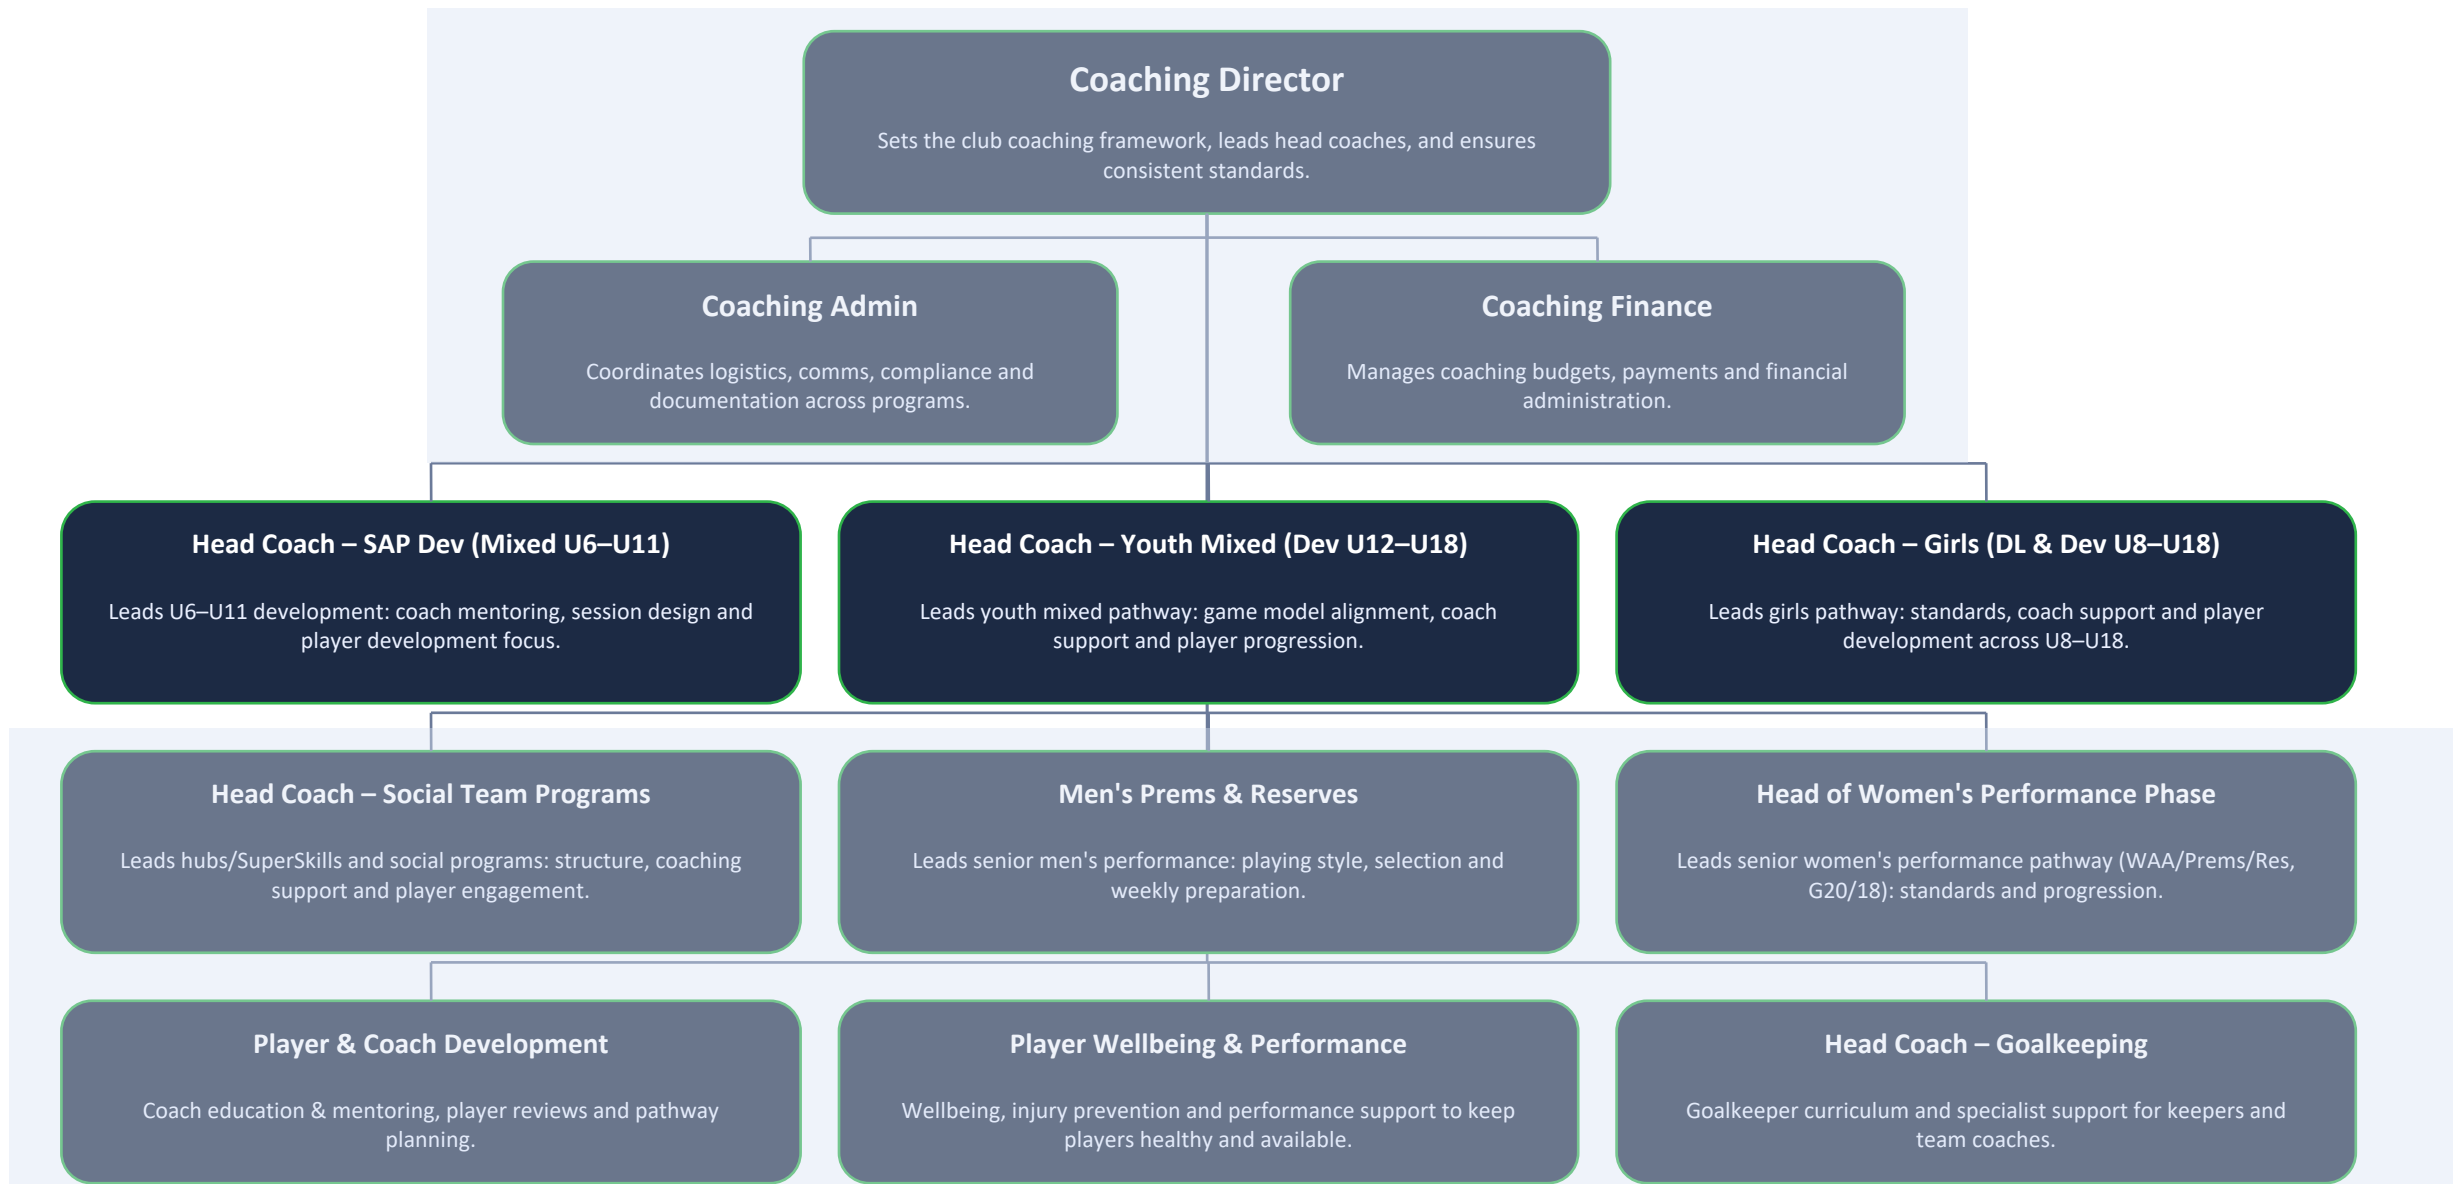 Coaching Director
Sets the club coaching framework, leads head coaches, and ensures
consistent standards.
Coaching Admin
Coordinates logistics, comms, compliance and
documentation across programs.
Coaching Finance
Manages coaching budgets, payments and financial
administration.
Head Coach – SAP Dev (Mixed U6–U11)
Leads U6–U11 development: coach mentoring, session design and
player development focus.
Head Coach – Youth Mixed (Dev U12–U18)
Leads youth mixed pathway: game model alignment, coach
support and player progression.
Head Coach – Girls (DL & Dev U8–U18)
Leads girls pathway: standards, coach support and player
development across U8–U18.
Head Coach – Social Team Programs
Leads hubs/SuperSkills and social programs: structure, coaching
support and player engagement.
Men's Prems & Reserves
Leads senior men's performance: playing style, selection and
weekly preparation.
Head of Women's Performance Phase
Leads senior women's performance pathway (WAA/Prems/Res,
G20/18): standards and progression.
Player & Coach Development
Coach education & mentoring, player reviews and pathway
planning.
Player Wellbeing & Performance
Wellbeing, injury prevention and performance support to keep
players healthy and available.
Head Coach – Goalkeeping
Goalkeeper curriculum and specialist support for keepers and
team coaches.